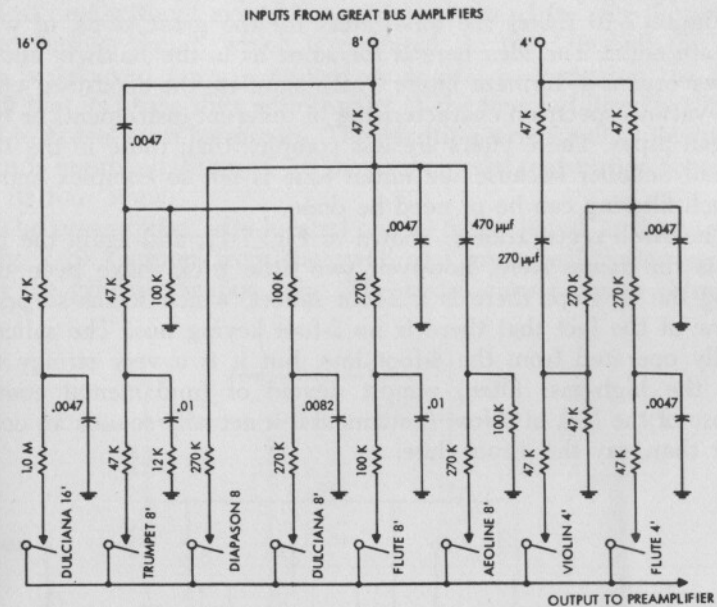 INPUTS FROM GREAT BUS AMPLIFIERS
16' 8' 4'
47 K 47 K 47 K
.0047
.0047 470 μμf .0047
270 μμf
47 K 47 K 100 K 100 K 270 K 270 K 270 K
.0047 .01 .0082 .01 100 K .0047
1.0 M 47 K 12 K 270 K 270 K 100 K 270 K 47 K 47 K
DULCIANA 16'
TRUMPET 8'
DIAPASON 8
DULCIANA 8'
FLUTE 8'
AEOLINE 8'
VIOLIN 4'
FLUTE 4'
OUTPUT TO PREAMPLIFIER